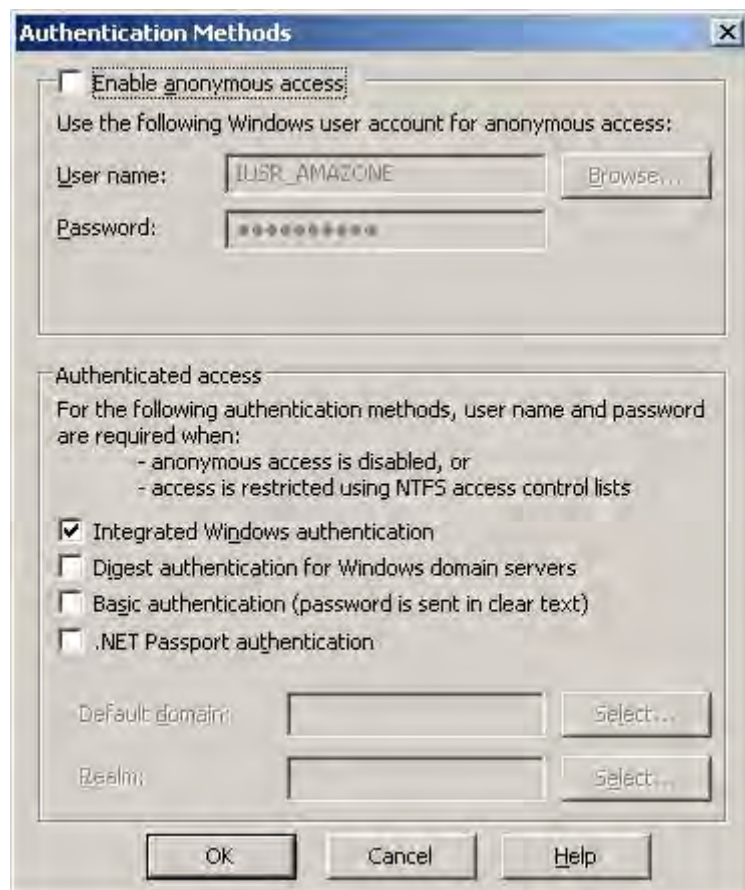 Authentication Methods
Enable anonymous access
Use the following Windows user account for anonymous access:
User name:
IUSR_AMAZONE
Browse...
Password:
Authenticated access
For the following authentication methods, user name and password
are required when:
- anonymous access is disabled, or
- access is restricted using NTFS access control lists
Integrated Windows authentication
Digest authentication for Windows domain servers
Basic authentication (password is sent in clear text)
.NET Passport authentication
Default domain:
Select...
Realm:
Select...
OK
Cancel
Help